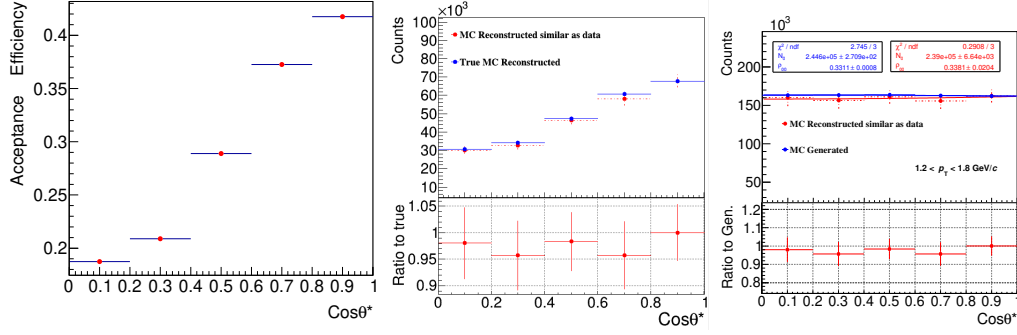 Acceptance Efficiency
0.4
0.35
0.3
0.25
0.2
0 0.1 0.2 0.3 0.4 0.5 0.6 0.7 0.8 0.9 1
Cosθ*
×10³
Counts
100
90
80
70
60
50
40
30
20
10
MC Reconstructed similar as data
True MC Reconstructed
Ratio to true
1.05
1
0.95
0.9
0 0.2 0.4 0.6 0.8 1
Cosθ*
×10³
Counts
200
150
100
50
χ² / ndf 2.745 / 3
N₀ 2.446e+05 ± 2.709e+02
ρ₀₀ 0.3311 ± 0.0008
χ² / ndf 0.2908 / 3
N₀ 2.39e+05 ± 6.64e+03
ρ₀₀ 0.3381 ± 0.0204
MC Reconstructed similar as data
MC Generated
1.2 < p_T < 1.8 GeV/c
Ratio to Gen.
1.2
1.1
1.0
0.9
0.8
0 0.1 0.2 0.3 0.4 0.5 0.6 0.7 0.8 0.9 1
Cosθ*